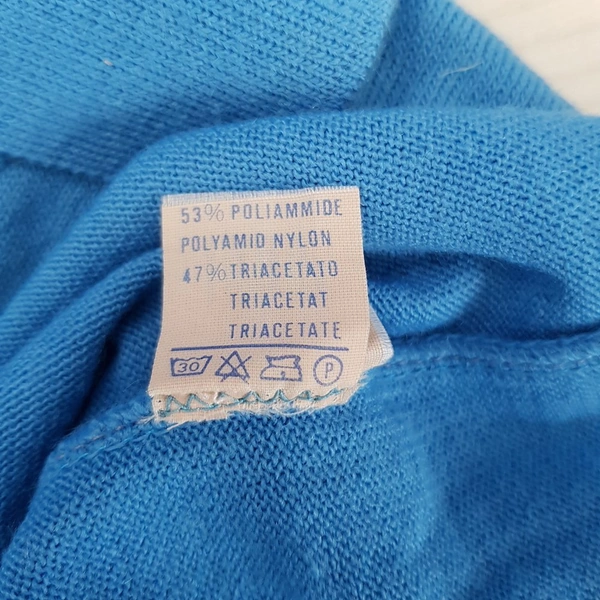 53% POLIAMMIDE
POLYAMID NYLON
47% TRIACETATO
TRIACETAT
TRIACETATE
30 P